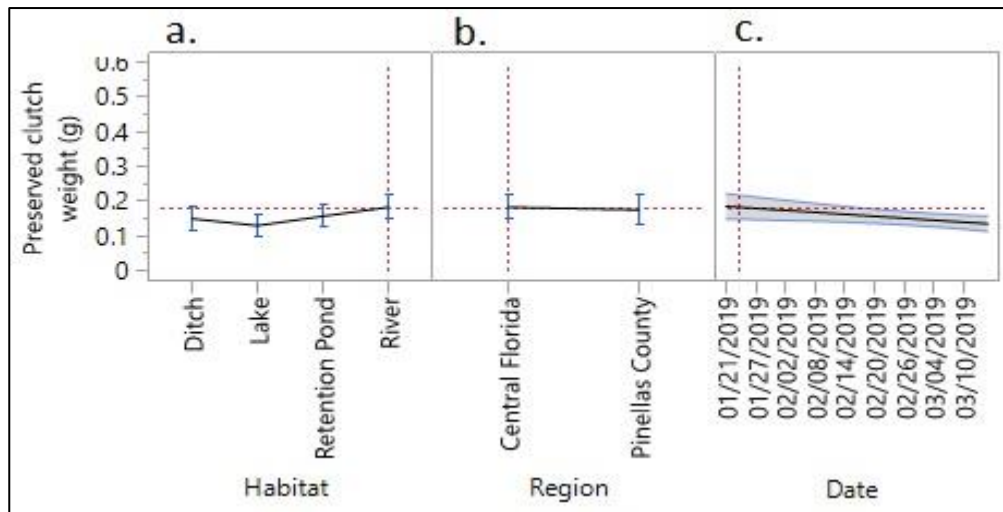 a.
b.
c.
Preserved clutch
weight (g)
0.6
0.5
0.4
0.3
0.2
0.1
0
Ditch
Lake
Retention Pond
River
Central Florida
Pinellas County
01/21/2019
01/27/2019
02/02/2019
02/08/2019
02/14/2019
02/20/2019
02/26/2019
03/04/2019
03/10/2019
Habitat
Region
Date